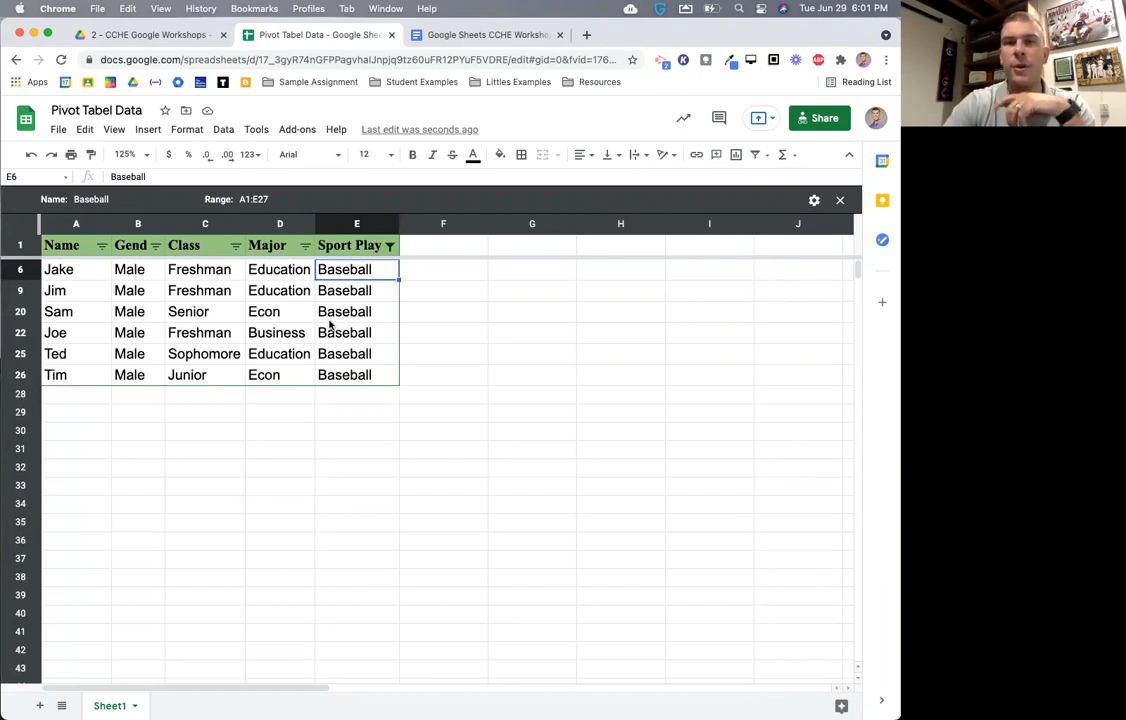 Chrome File Edit View History Bookmarks Profiles Tab Window Help Tue Jun 29 6:01 PM
2 - CCHE Google Workshops - Pivot Tabel Data - Google She Google Sheets CCHE Worksho
docs.google.com/spreadsheets/d/17_3gyR74nGFPPagvhaIJnpjq9tz60uFR12PYuF5VDRE/edit#gid=0&fvid=176...
Apps Sample Assignment Student Examples Littles Examples Resources Reading List
Pivot Tabel Data
File Edit View Insert Format Data Tools Add-ons Help Last edit was seconds ago Share
125% $ % .0 .00 123 Arial 12 B I S A
E6 fx Baseball
Name: Baseball Range: A1:E27
A B C D E F G H I J
1 Name Gend Class Major Sport Play
6 Jake Male Freshman Education Baseball
9 Jim Male Freshman Education Baseball
20 Sam Male Senior Econ Baseball
22 Joe Male Freshman Business Baseball
25 Ted Male Sophomore Education Baseball
26 Tim Male Junior Econ Baseball
28
29
30
31
32
33
34
35
36
37
38
39
40
41
42
43
Sheet1